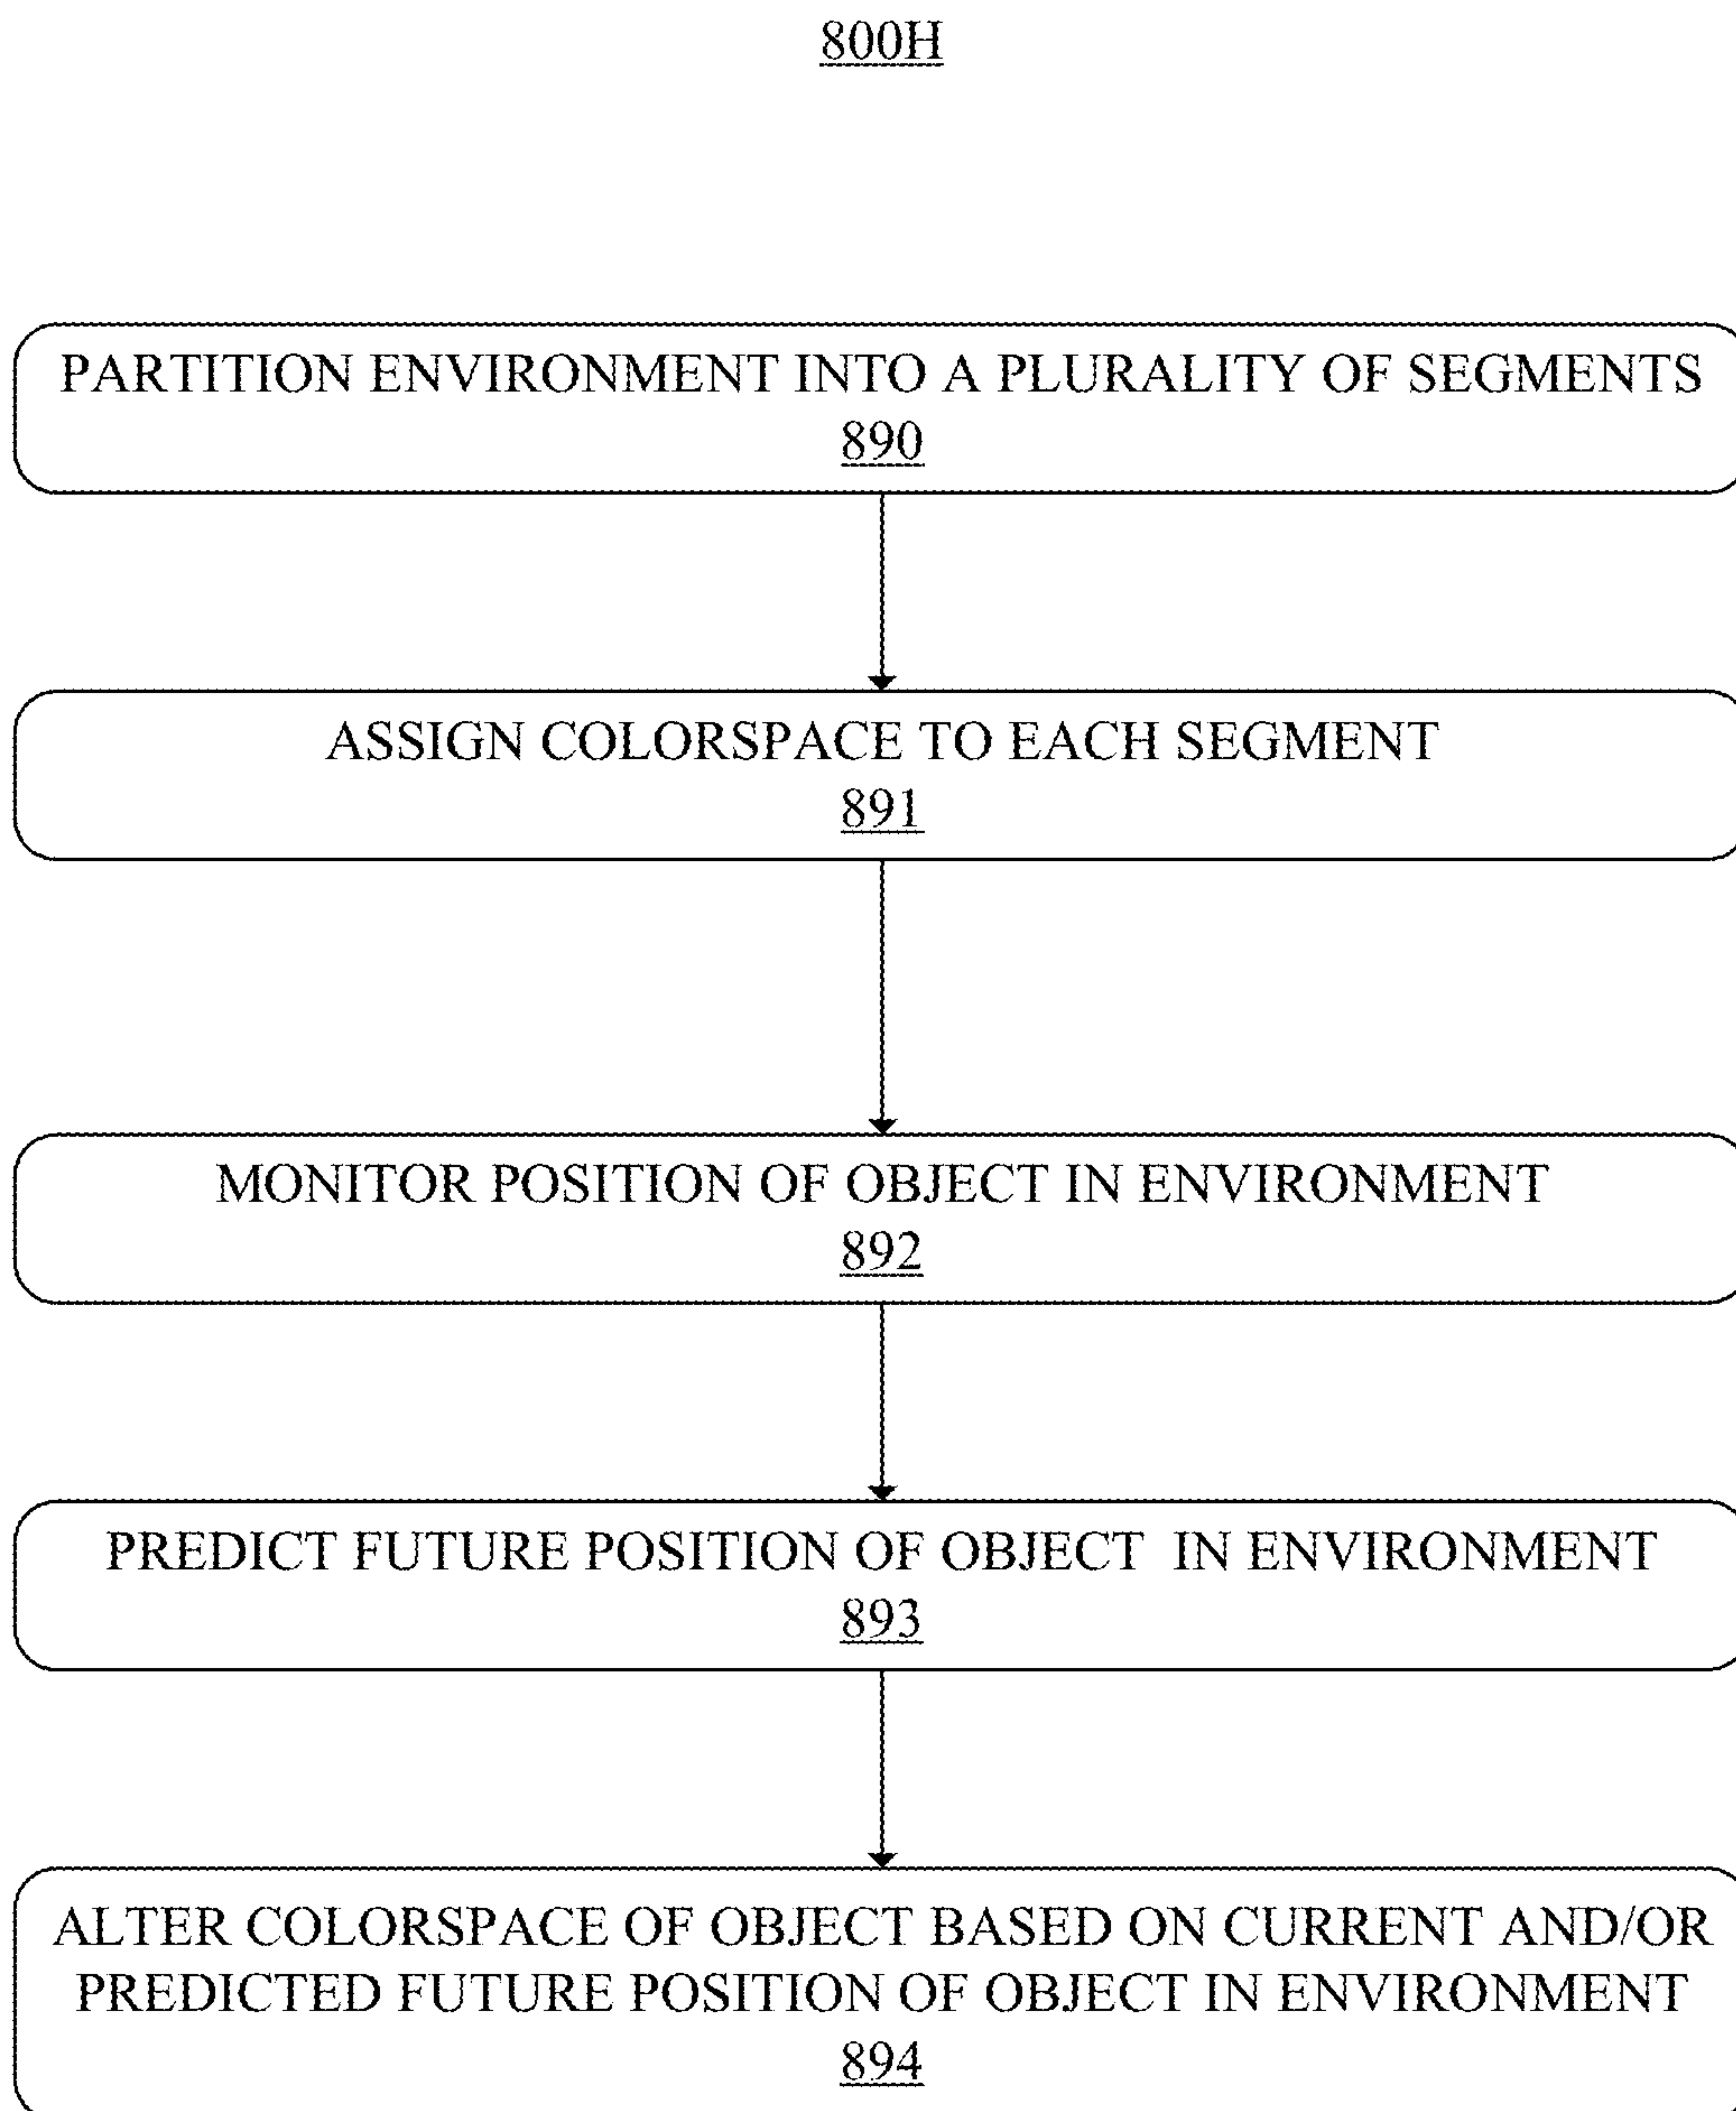 800H
PARTITION ENVIRONMENT INTO A PLURALITY OF SEGMENTS
890
ASSIGN COLORSPACE TO EACH SEGMENT
891
MONITOR POSITION OF OBJECT IN ENVIRONMENT
892
PREDICT FUTURE POSITION OF OBJECT IN ENVIRONMENT
893
ALTER COLORSPACE OF OBJECT BASED ON CURRENT AND/OR
PREDICTED FUTURE POSITION OF OBJECT IN ENVIRONMENT
894